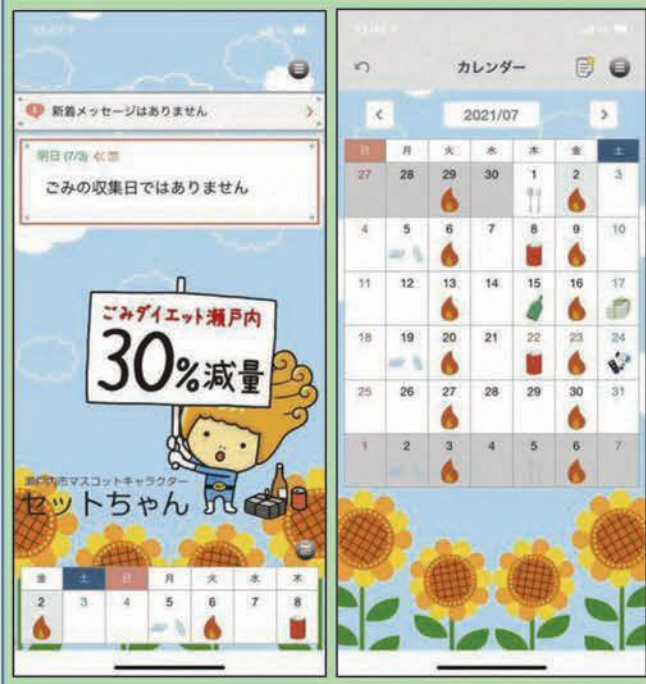 新着メッセージはありません
明日 (7/3)
ごみの収集日ではありません
ごみダイエット瀬戸内
30%減量
瀬戸内市マスコットキャラクター
セットちゃん
金 土 日 月 火 水 木
2 3 4 5 6 7 8
カレンダー
2021/07
日 月 火 水 木 金 土
27 28 29 30 1 2 3
4 5 6 7 8 9 10
11 12 13 14 15 16 17
18 19 20 21 22 23 24
25 26 27 28 29 30 31
1 2 3 4 5 6 7